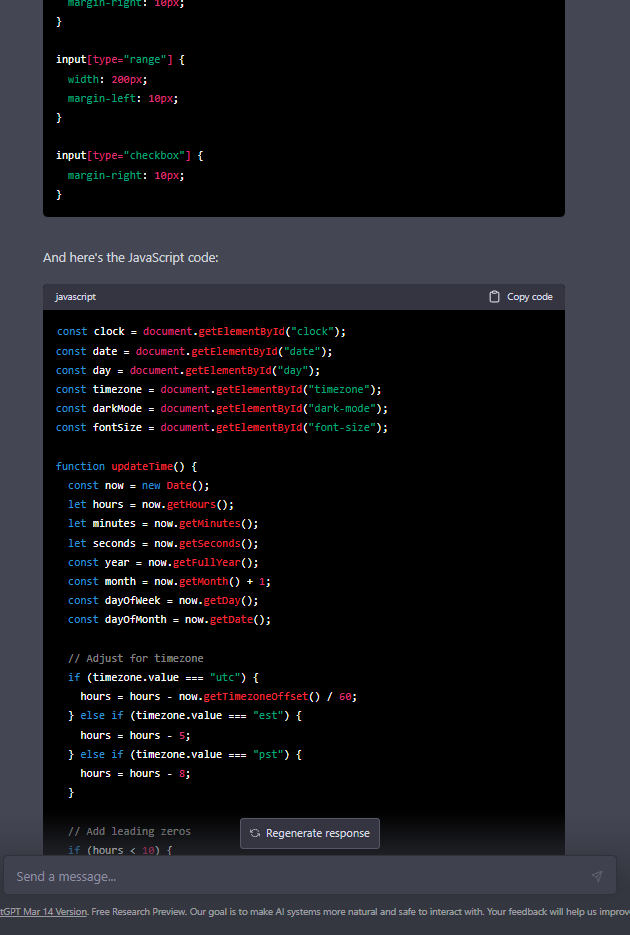 margin-right: 10px;
}
input[type="range"] {
width: 200px;
margin-left: 10px;
}
input[type="checkbox"] {
margin-right: 10px;
}
And here's the JavaScript code:
javascript
Copy code
const clock = document.getElementById("clock");
const date = document.getElementById("date");
const day = document.getElementById("day");
const timezone = document.getElementById("timezone");
const darkMode = document.getElementById("dark-mode");
const fontSize = document.getElementById("font-size");
function updateTime() {
const now = new Date();
let hours = now.getHours();
let minutes = now.getMinutes();
let seconds = now.getSeconds();
const year = now.getFullYear();
const month = now.getMonth() + 1;
const dayOfWeek = now.getDay();
const dayOfMonth = now.getDate();
// Adjust for timezone
if (timezone.value === "utc") {
hours = hours - now.getTimezoneOffset() / 60;
} else if (timezone.value === "est") {
hours = hours - 5;
} else if (timezone.value === "pst") {
hours = hours - 8;
}
// Add leading zeros
if (hours < 10) {
Regenerate response
Send a message...
tGPT Mar 14 Version. Free Research Preview. Our goal is to make AI systems more natural and safe to interact with. Your feedback will help us improv